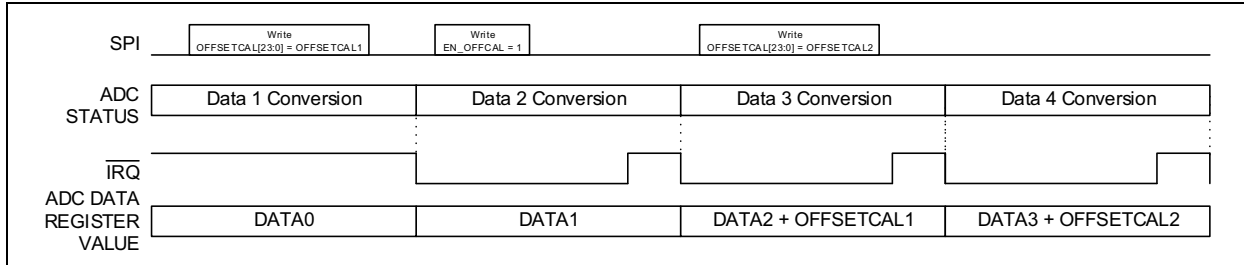 SPI
Write
OFFSETCAL[23:0] = OFFSETCAL1
Write
EN_OFFCAL = 1
Write
OFFSETCAL[23:0] = OFFSETCAL2
ADC
STATUS
Data 1 Conversion
Data 2 Conversion
Data 3 Conversion
Data 4 Conversion
IRQ
ADC DATA
REGISTER
VALUE
DATA0
DATA1
DATA2 + OFFSETCAL1
DATA3 + OFFSETCAL2